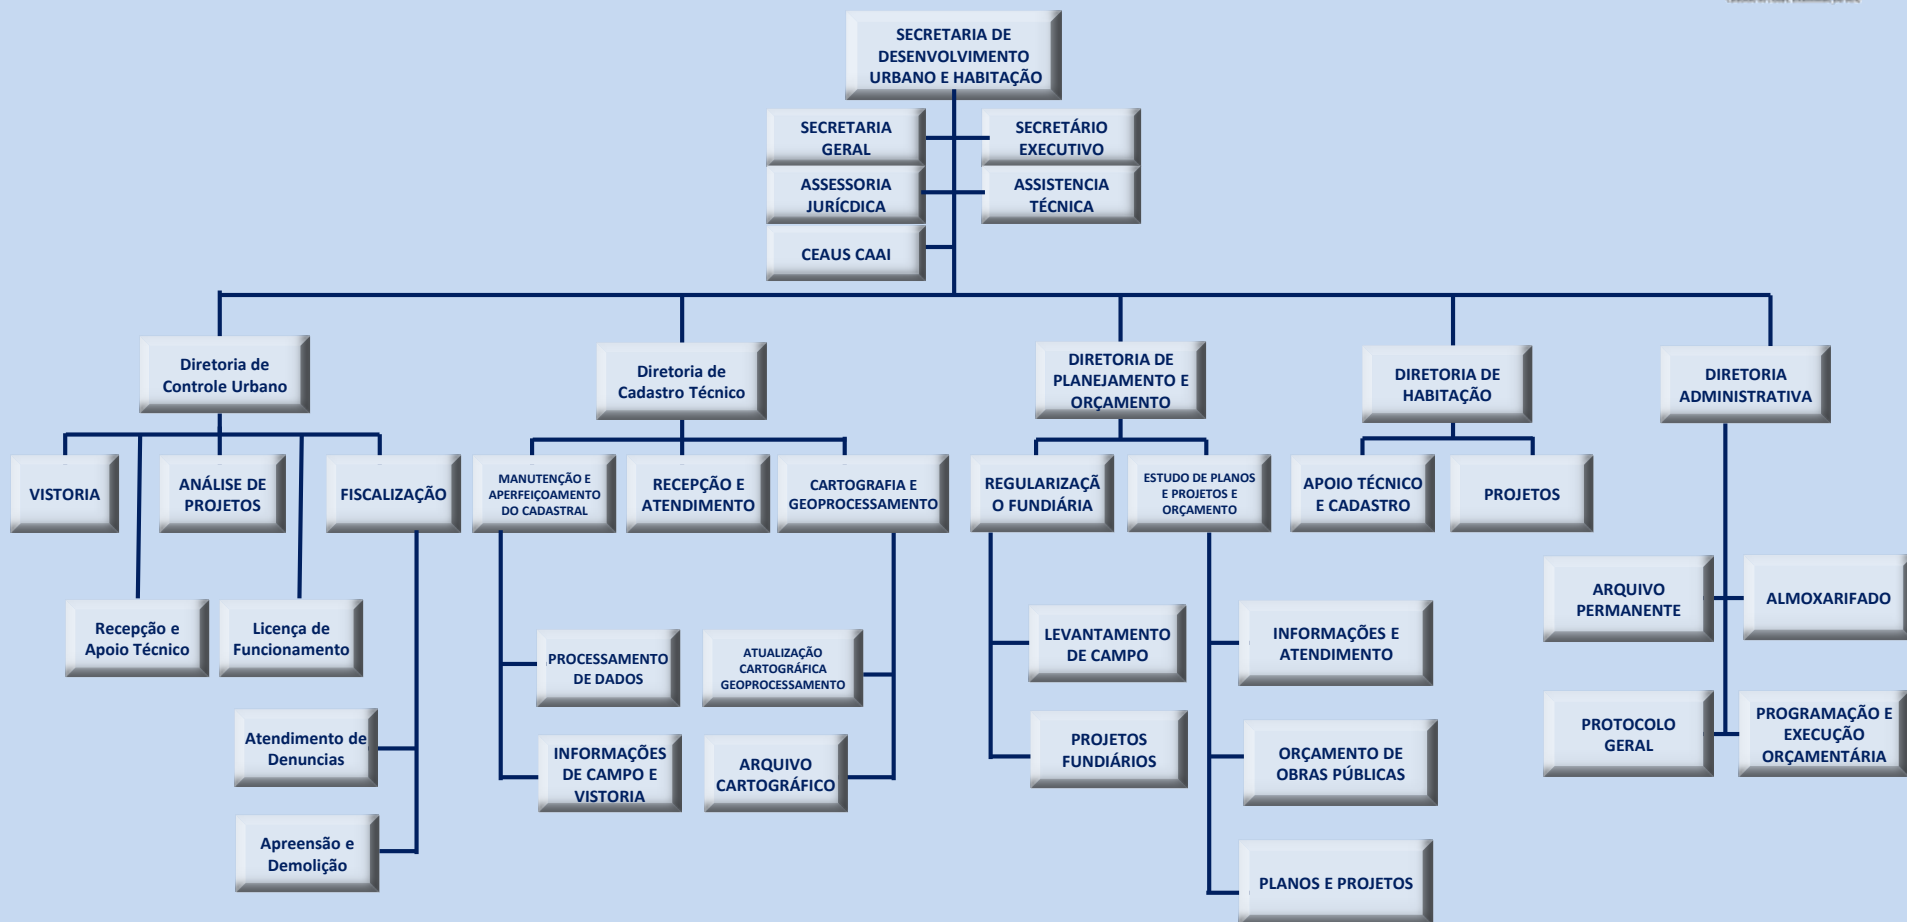 SECRETARIA DE
DESENVOLVIMENTO
URBANO E HABITAÇÃO
SECRETARIA
GERAL
SECRETÁRIO
EXECUTIVO
ASSESSORIA
JURÍCDICA
ASSISTENCIA
TÉCNICA
CEAUS CAAI
Diretoria de
Controle Urbano
Diretoria de
Cadastro Técnico
DIRETORIA DE
PLANEJAMENTO E
ORÇAMENTO
DIRETORIA DE
HABITAÇÃO
DIRETORIA
ADMINISTRATIVA
VISTORIA
ANÁLISE DE
PROJETOS
FISCALIZAÇÃO
MANUTENÇÃO E
APERFEIÇOAMENTO
DO CADASTRAL
RECEPÇÃO E
ATENDIMENTO
CARTOGRAFIA E
GEOPROCESSAMENTO
REGULARIZAÇÃ
O FUNDIÁRIA
ESTUDO DE PLANOS
E PROJETOS E
ORÇAMENTO
APOIO TÉCNICO
E CADASTRO
PROJETOS
Recepção e
Apoio Técnico
Licença de
Funcionamento
Atendimento de
Denuncias
Apreensão e
Demolição
PROCESSAMENTO
DE DADOS
INFORMAÇÕES
DE CAMPO E
VISTORIA
ATUALIZAÇÃO
CARTOGRÁFICA
GEOPROCESSAMENTO
ARQUIVO
CARTOGRÁFICO
LEVANTAMENTO
DE CAMPO
PROJETOS
FUNDIÁRIOS
INFORMAÇÕES E
ATENDIMENTO
ORÇAMENTO DE
OBRAS PÚBLICAS
PLANOS E PROJETOS
ARQUIVO
PERMANENTE
ALMOXARIFADO
PROTOCOLO
GERAL
PROGRAMAÇÃO E
EXECUÇÃO
ORÇAMENTÁRIA